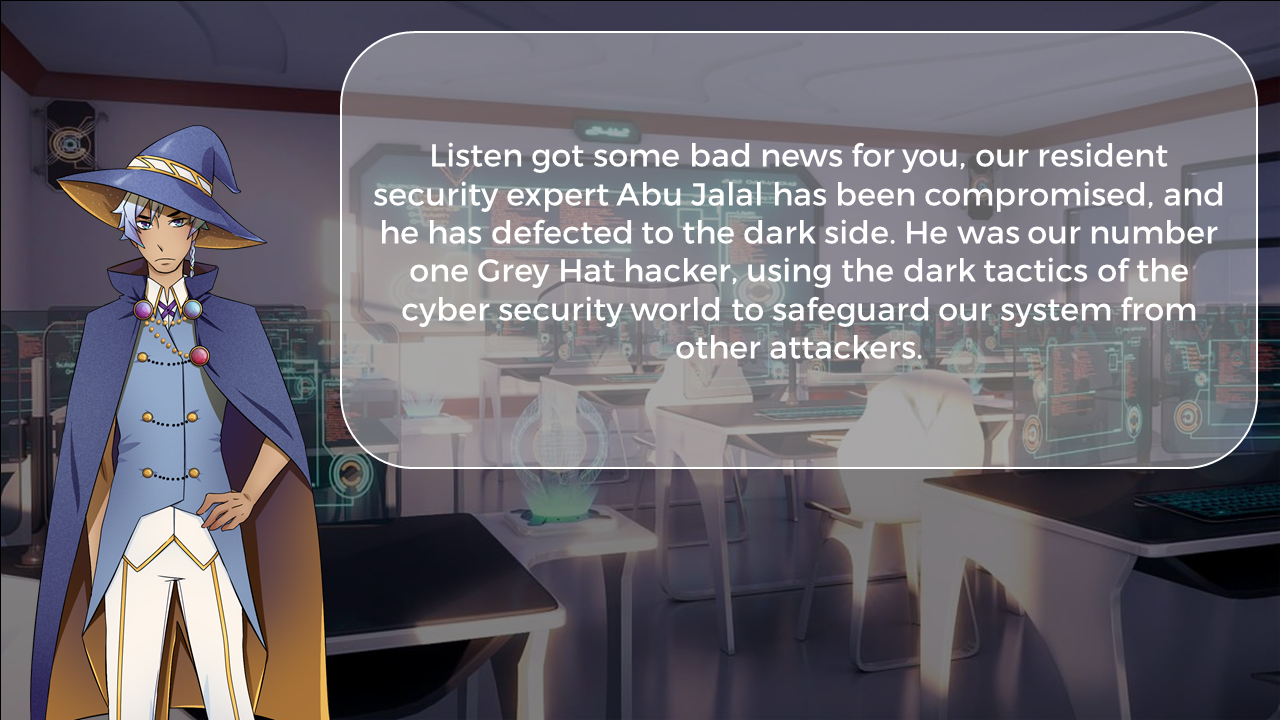 Listen got some bad news for you, our resident
security expert Abu Jalal has been compromised, and
he has defected to the dark side. He was our number
one Grey Hat hacker, using the dark tactics of the
cyber security world to safeguard our system from
other attackers.